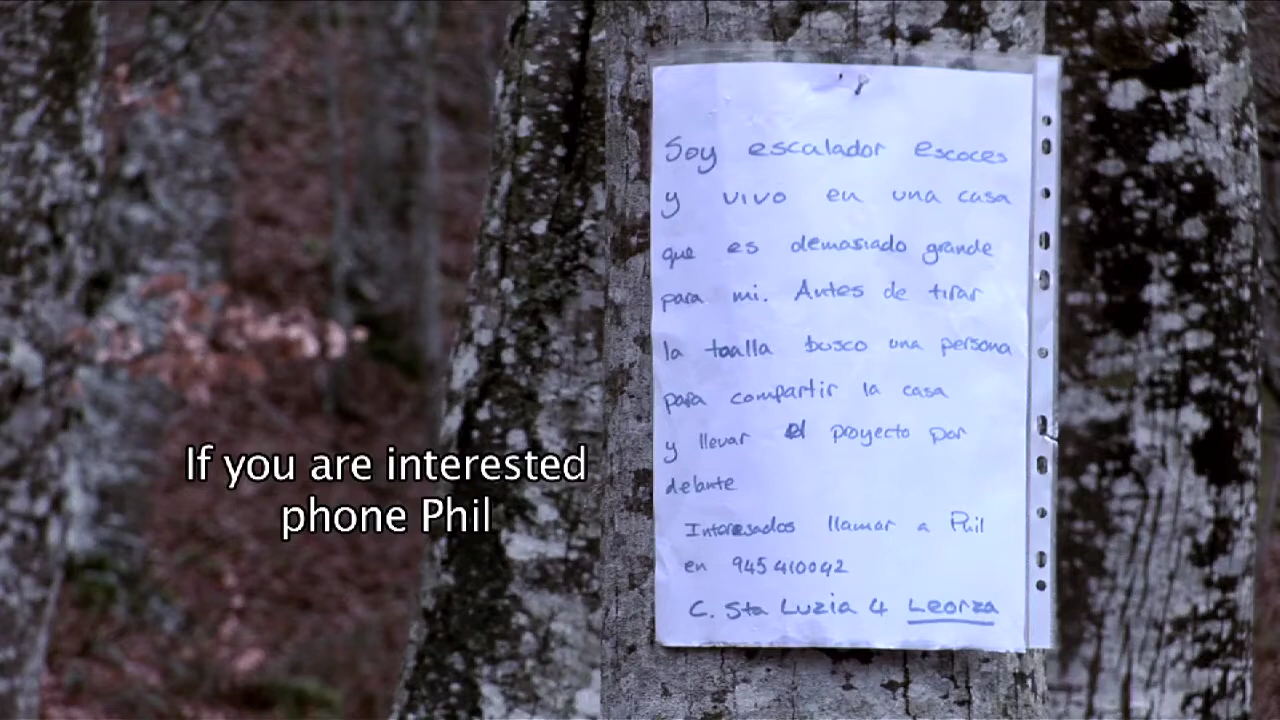 Soy escalador escoces
y vivo en una casa
que es demasiado grande
para mi. Antes de tirar
la toalla busco una persona
para compartir la casa
y llevar el proyecto por
delante
Interesados llamar a Phil
en 945 410042
C. Sta Luzia 4 Leorza
If you are interested
phone Phil